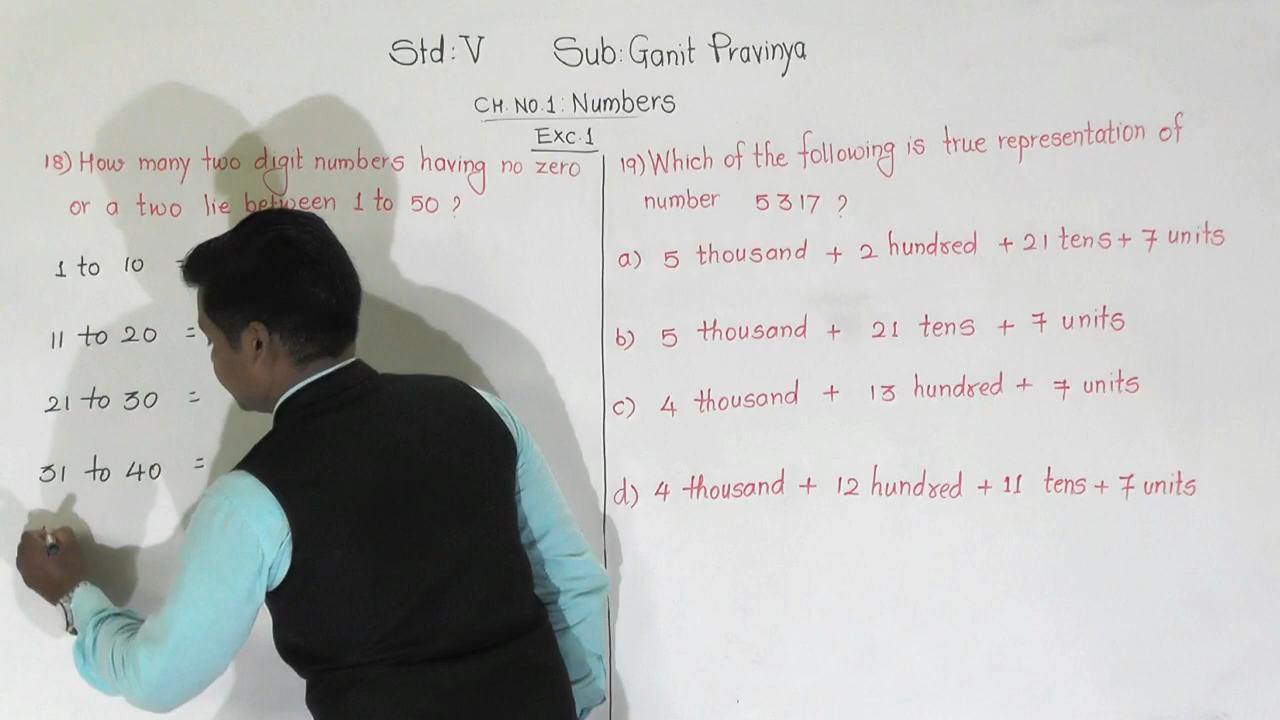 Std: V Sub: Ganit Pravinya
CH. NO. 1: Numbers
Exc. 1
18) How many two digit numbers having no zero
or a two lie between 1 to 50 ?
1 to 10 =
11 to 20 =
21 to 30 =
31 to 40 =
19) Which of the following is true representation of
number 5317 ?
a) 5 thousand + 2 hundred + 21 tens + 7 units
b) 5 thousand + 21 tens + 7 units
c) 4 thousand + 13 hundred + 7 units
d) 4 thousand + 12 hundred + 11 tens + 7 units